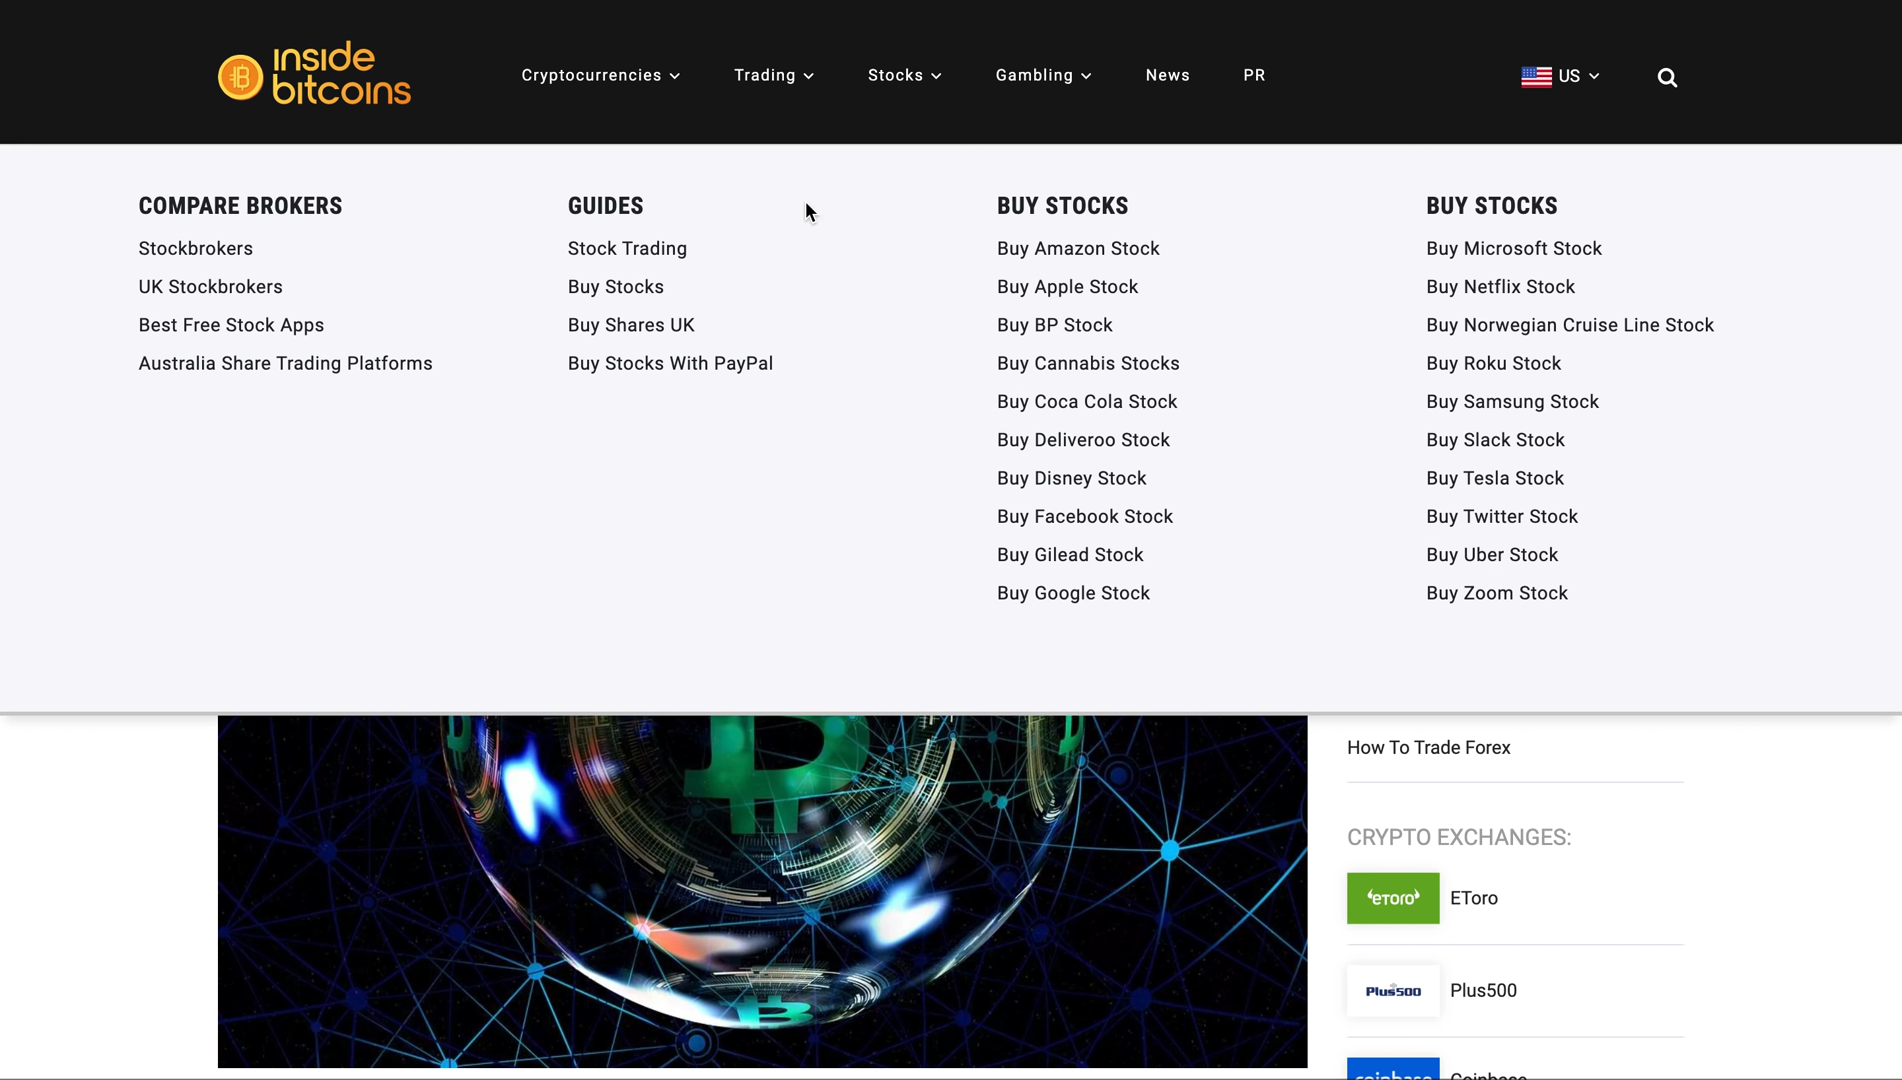 inside
bitcoins
Cryptocurrencies
Trading
Stocks
Gambling
News
PR
US
COMPARE BROKERS
Stockbrokers
UK Stockbrokers
Best Free Stock Apps
Australia Share Trading Platforms
GUIDES
Stock Trading
Buy Stocks
Buy Shares UK
Buy Stocks With PayPal
BUY STOCKS
Buy Amazon Stock
Buy Apple Stock
Buy BP Stock
Buy Cannabis Stocks
Buy Coca Cola Stock
Buy Deliveroo Stock
Buy Disney Stock
Buy Facebook Stock
Buy Gilead Stock
Buy Google Stock
BUY STOCKS
Buy Microsoft Stock
Buy Netflix Stock
Buy Norwegian Cruise Line Stock
Buy Roku Stock
Buy Samsung Stock
Buy Slack Stock
Buy Tesla Stock
Buy Twitter Stock
Buy Uber Stock
Buy Zoom Stock
How To Trade Forex
CRYPTO EXCHANGES:
eToro
EToro
Plus500
Plus500
coinbase
Coinbase